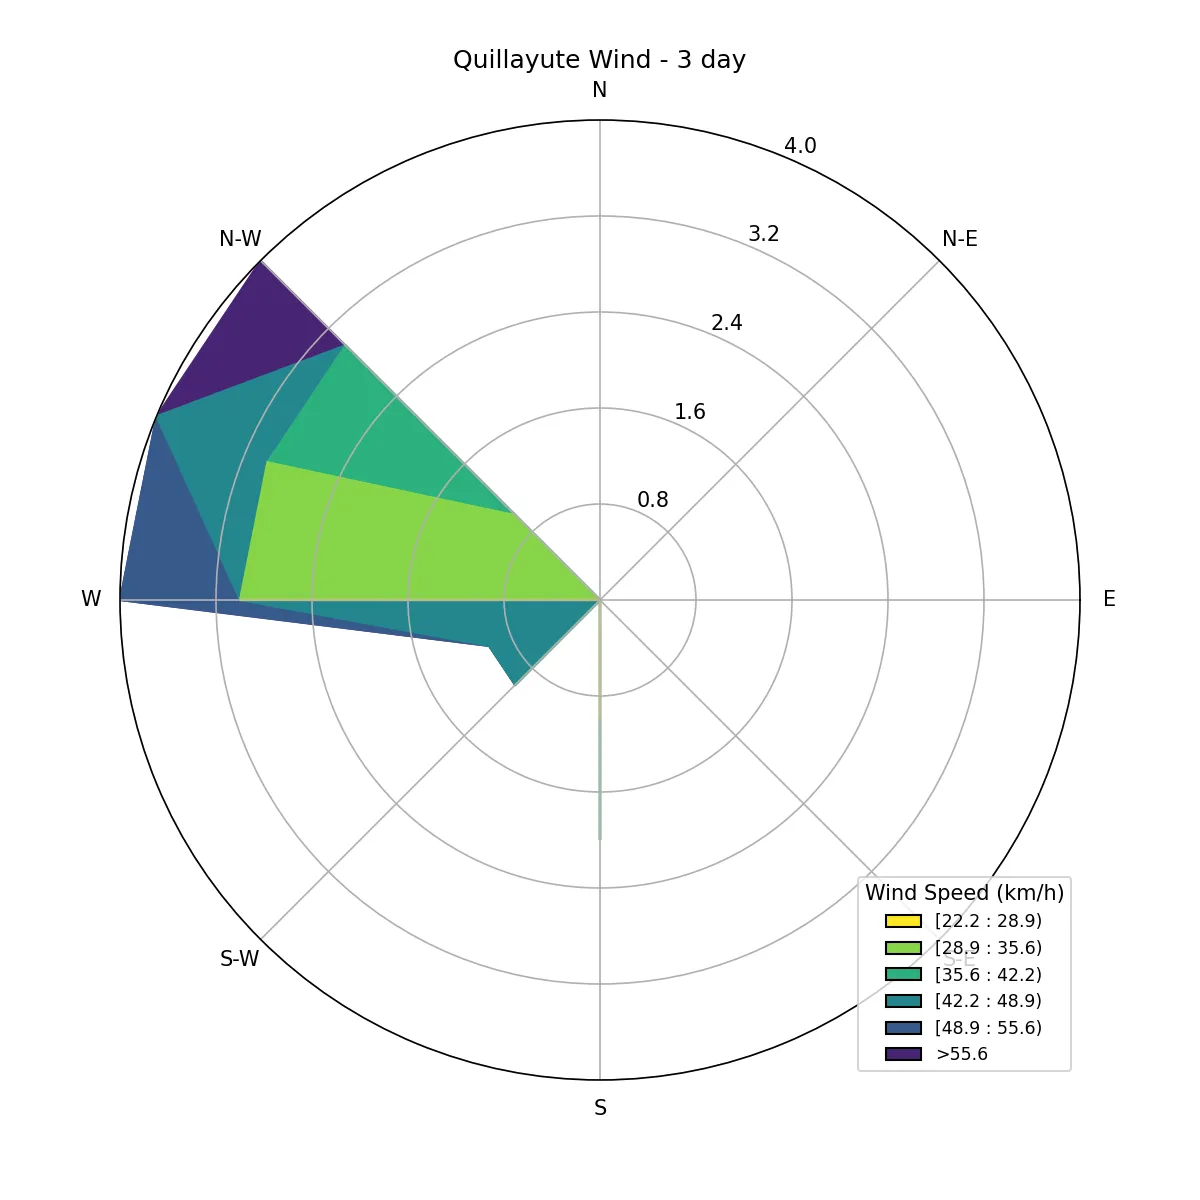 Quillayute Wind - 3 day
N
4.0
N-W
3.2
N-E
2.4
1.6
0.8
W
E
Wind Speed (km/h)
[22.2 : 28.9)
[28.9 : 35.6)
S-W
S-E
[35.6 : 42.2)
[42.2 : 48.9)
[48.9 : 55.6)
>55.6
S